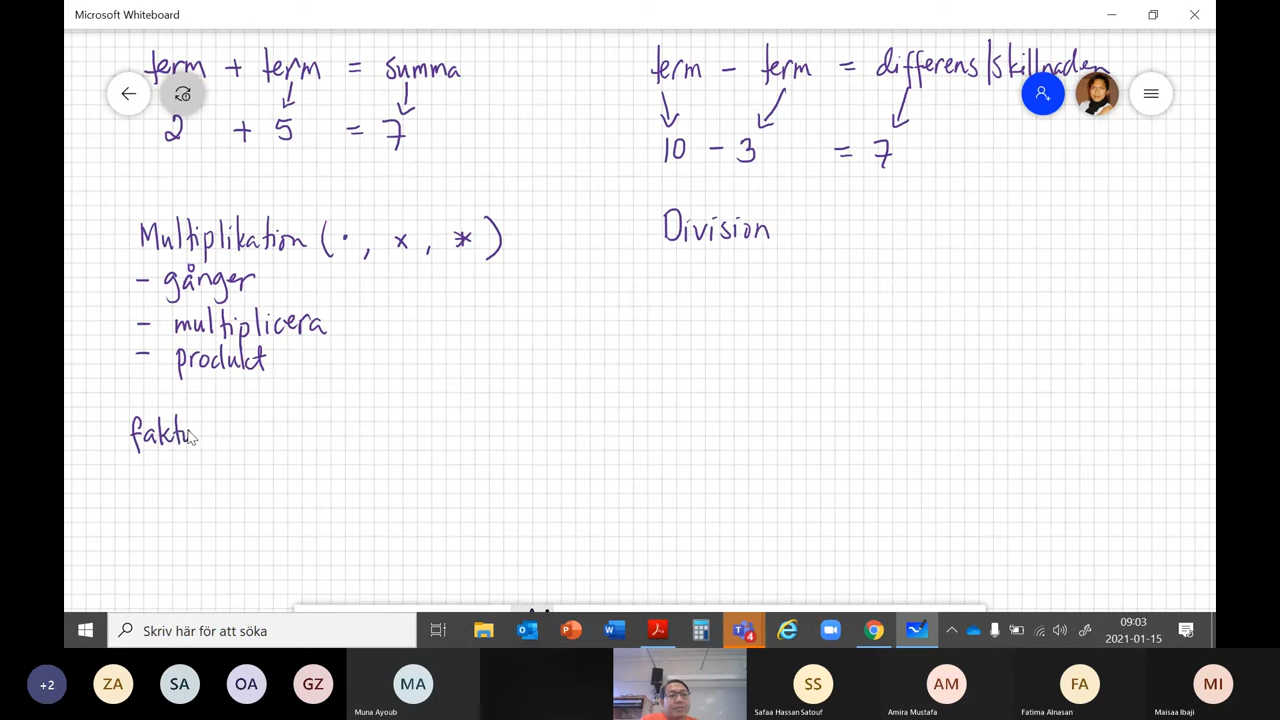 Microsoft Whiteboard
term + term = summa
2 + 5 = 7
term - term = differens/skillnaden
10 - 3 = 7
Multiplikation ( · , x , * )
- gånger
- multiplicera
- produkt
faktu
Division
Skriv här för att söka
4
09:03
2021-01-15
+2
ZA
SA
OA
GZ
MA
Muna Ayoub
SS
Safaa Hassan Satouf
AM
Amira Mustafa
FA
Fatima Alnasan
MI
Maisaa Ibaji